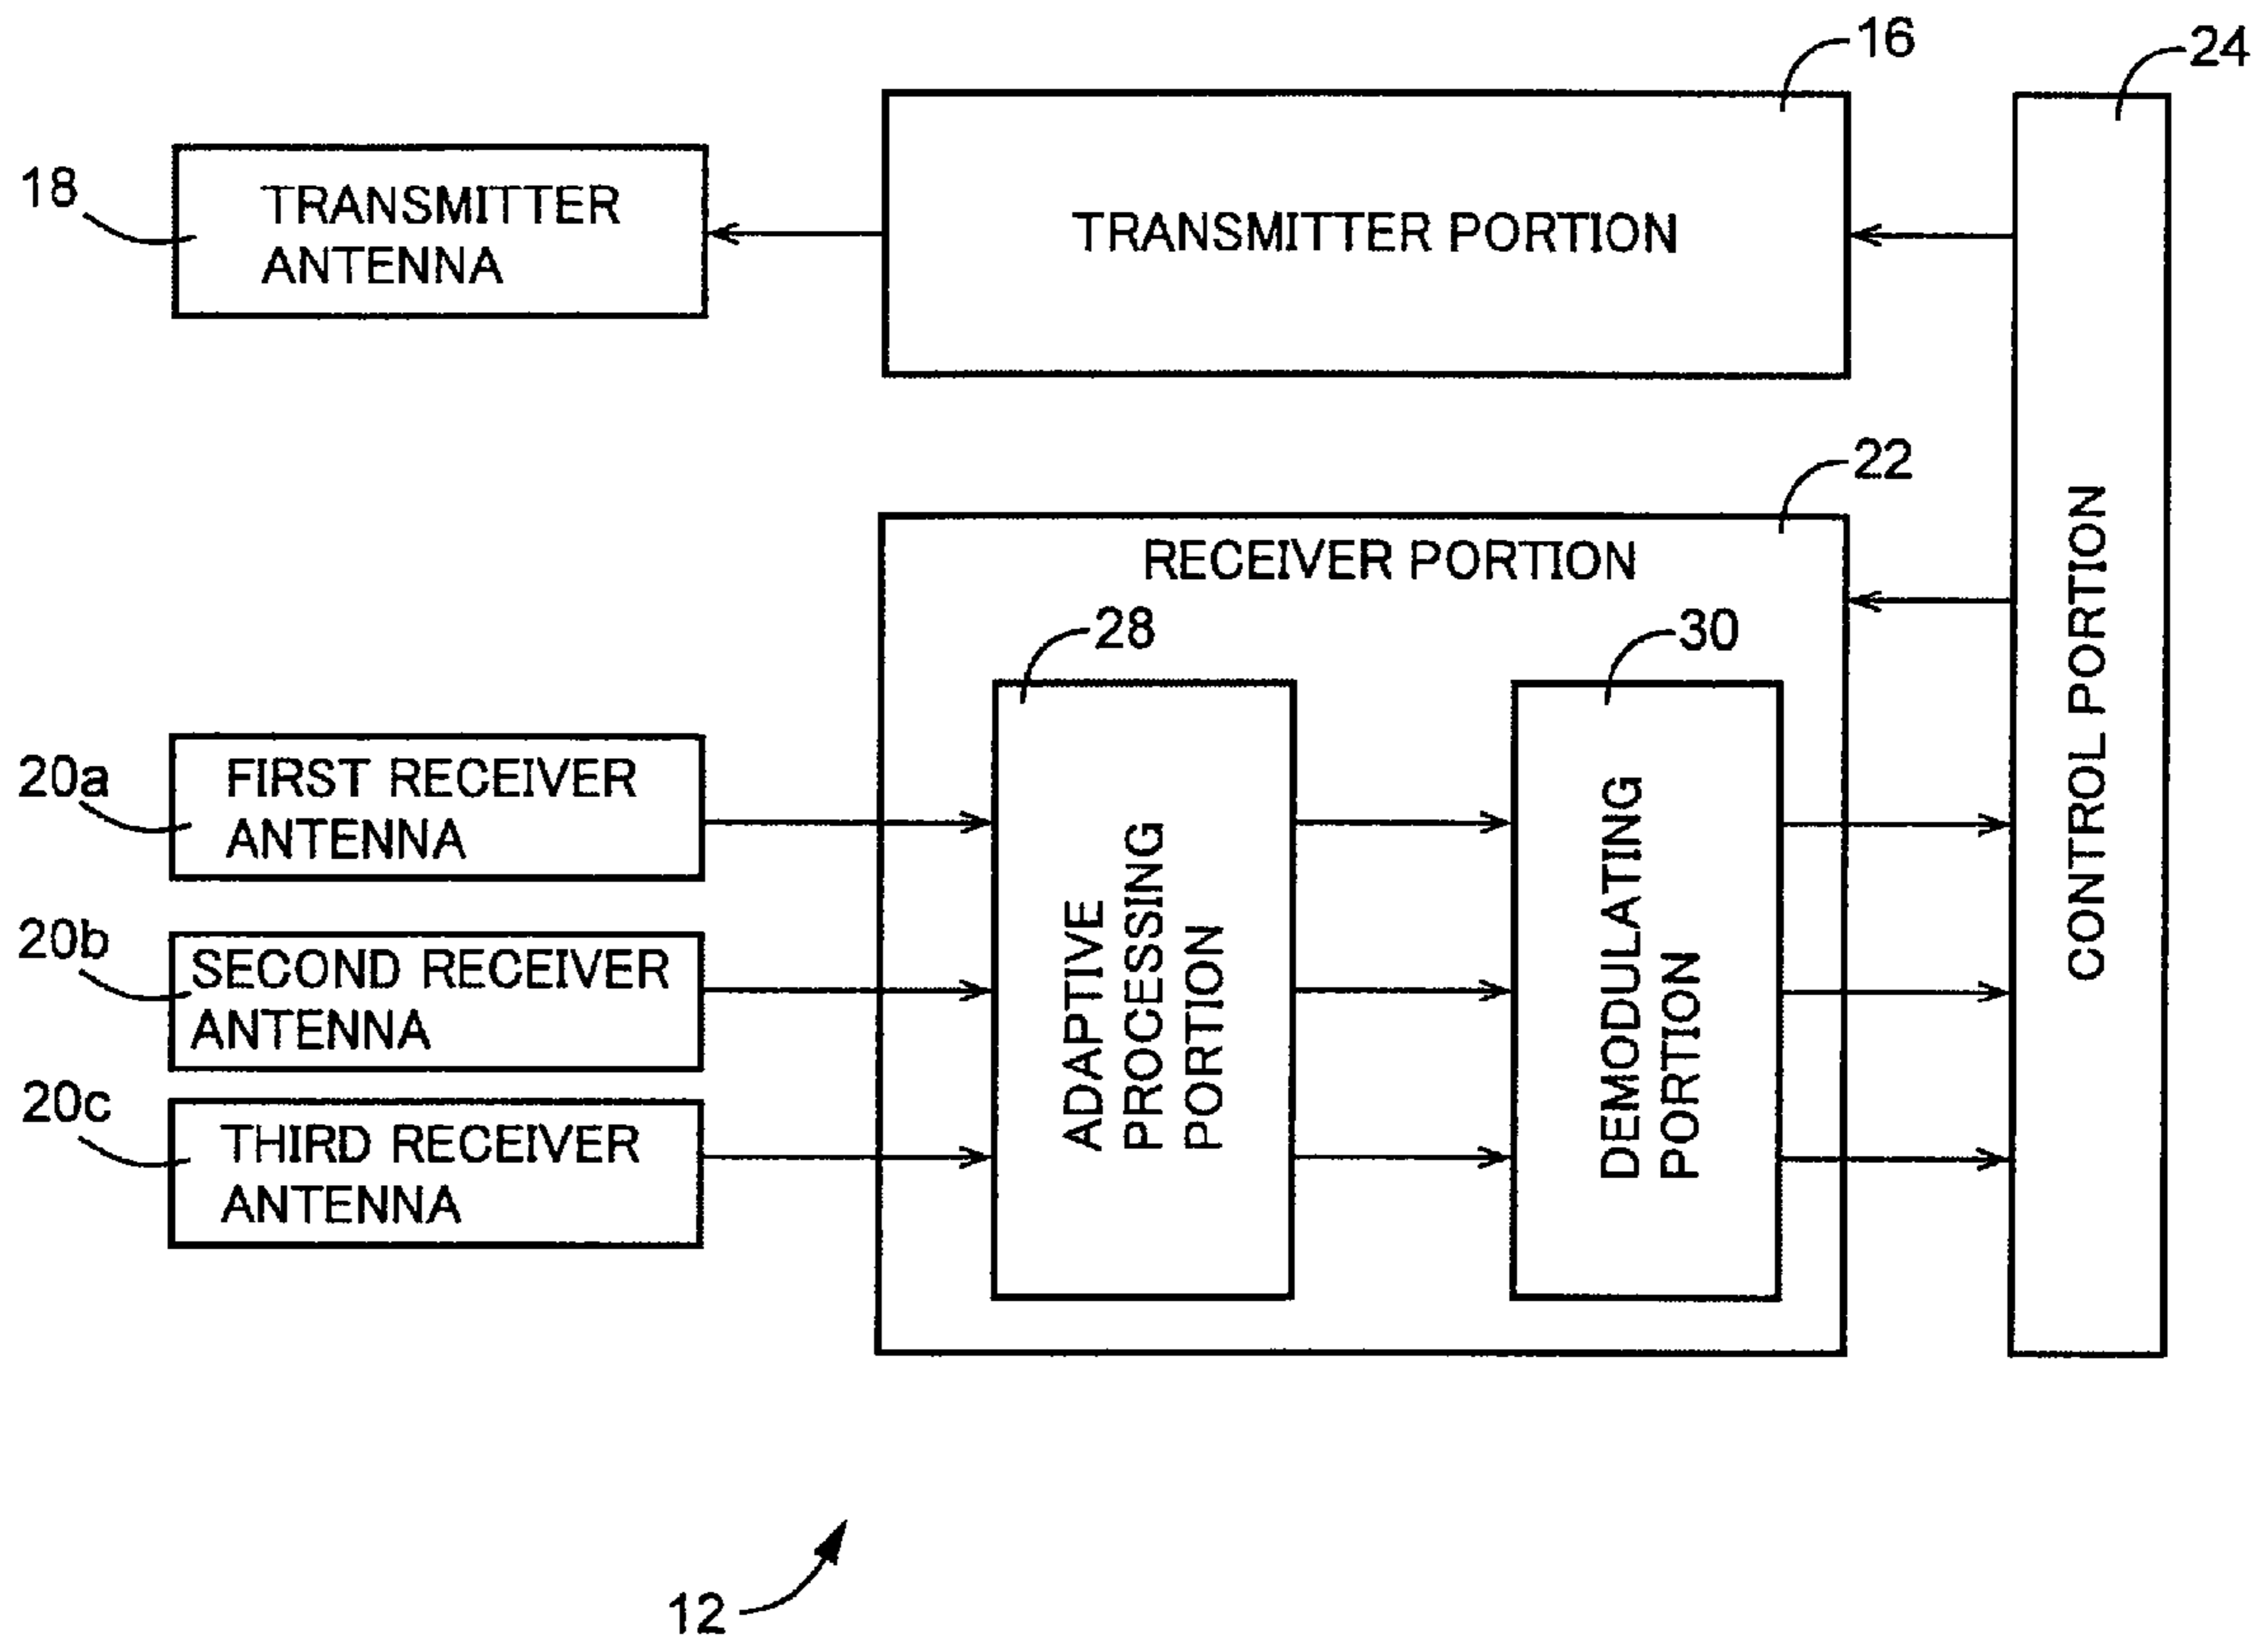 16
24
18
TRANSMITTER
ANTENNA
TRANSMITTER PORTION
22
RECEIVER PORTION
28
30
20a
FIRST RECEIVER
ANTENNA
20b
SECOND RECEIVER
ANTENNA
20c
THIRD RECEIVER
ANTENNA
ADAPTIVE
PROCESSING
PORTION
DEMODULATING
PORTION
CONTROL PORTION
12